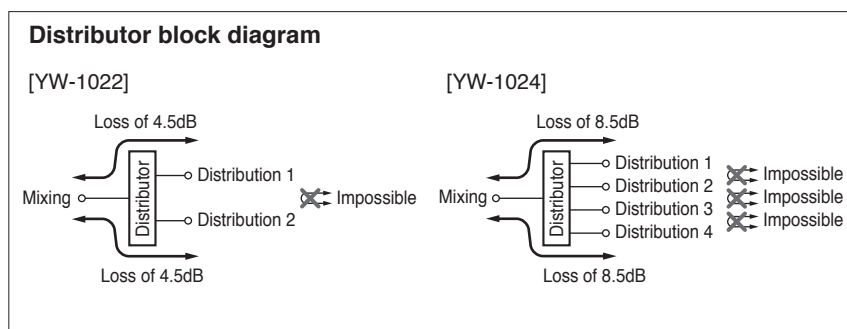 Distributor block diagram
[YW-1022]
Loss of 4.5dB
Mixing
Distributor
Distribution 1
Distribution 2
Impossible
Loss of 4.5dB
[YW-1024]
Loss of 8.5dB
Mixing
Distributor
Distribution 1
Distribution 2
Distribution 3
Distribution 4
Impossible
Impossible
Impossible
Loss of 8.5dB